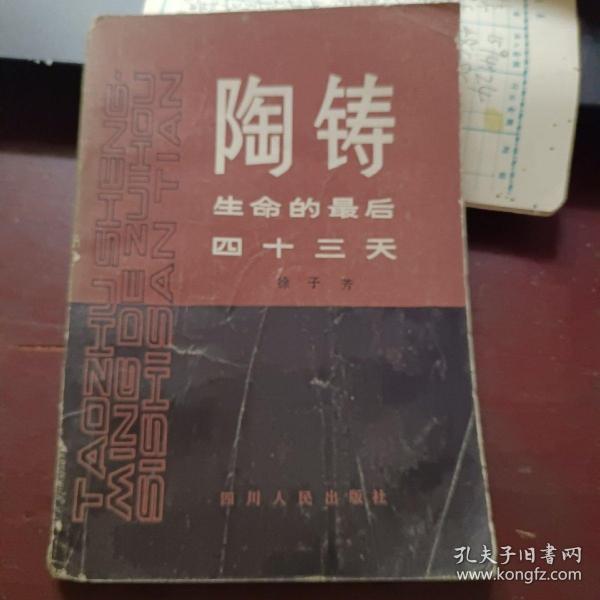 陶铸
生命的最后
四十三天
徐子芳
四川人民出版社
TAOZHU SHENG-
MING DE ZUIHOU
SISHISAN TIAN
孔夫子旧书网
www.kongfz.com